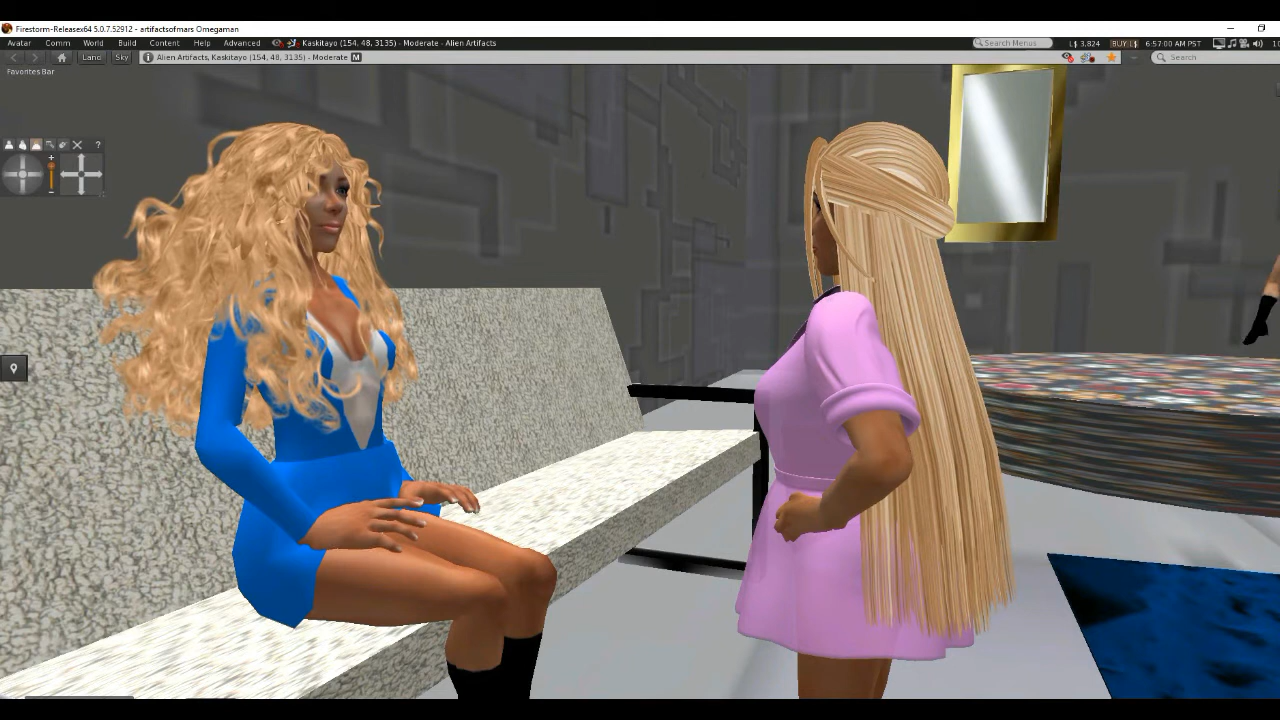 Firestorm-Releasex64 5.0.7.52912 - artifactsofmars Omegaman
Avatar Comm World Build Content Help Advanced Kaskitayo (154, 48, 3135) - Moderate - Alien Artifacts Search Menus L$ 3,824 BUY L$ 6:57:00 AM PST
Land Sky Alien Artifacts, Kaskitayo (154, 48, 3135) - Moderate M Search
Favorites Bar
?